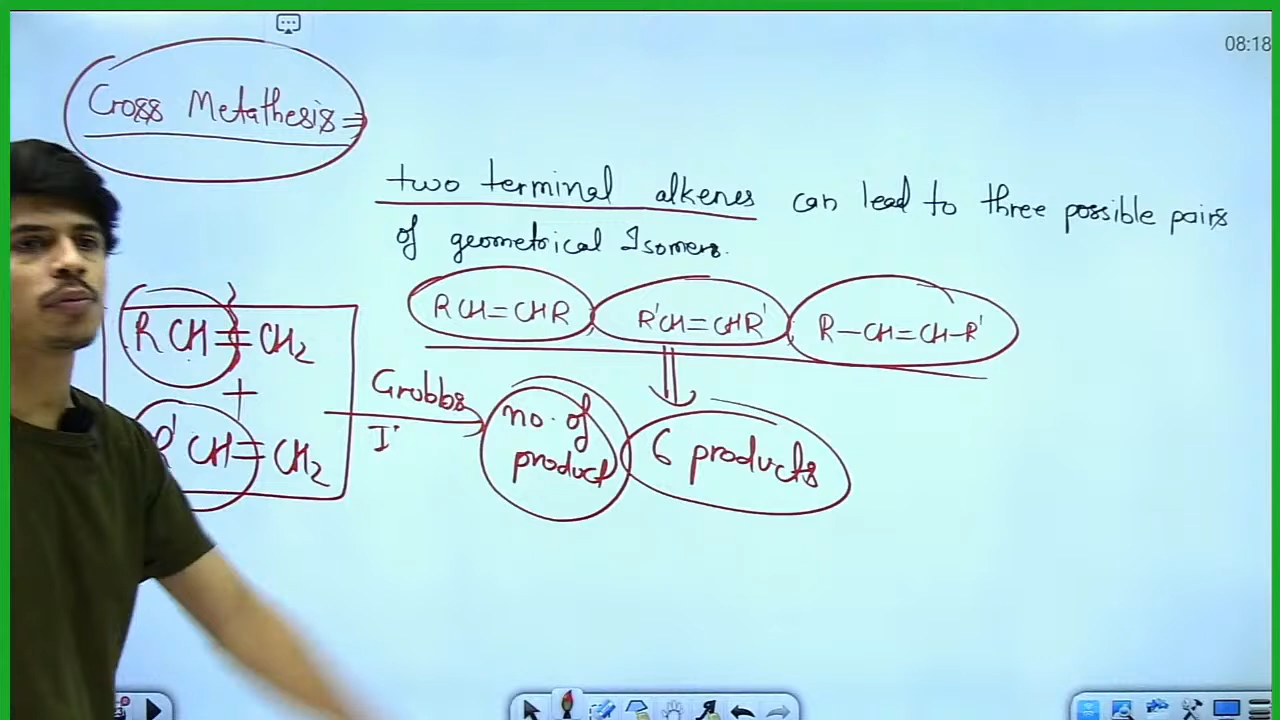 08:18
Cross Metathesis ⇒
two terminal alkenes can lead to three possible pairs
of geometrical Isomers.
RCH=CHR R'CH=CHR' R-CH=CH-R'
RCH=CH₂
+
R'CH=CH₂
Grubbs
I
no. of
product
6 products